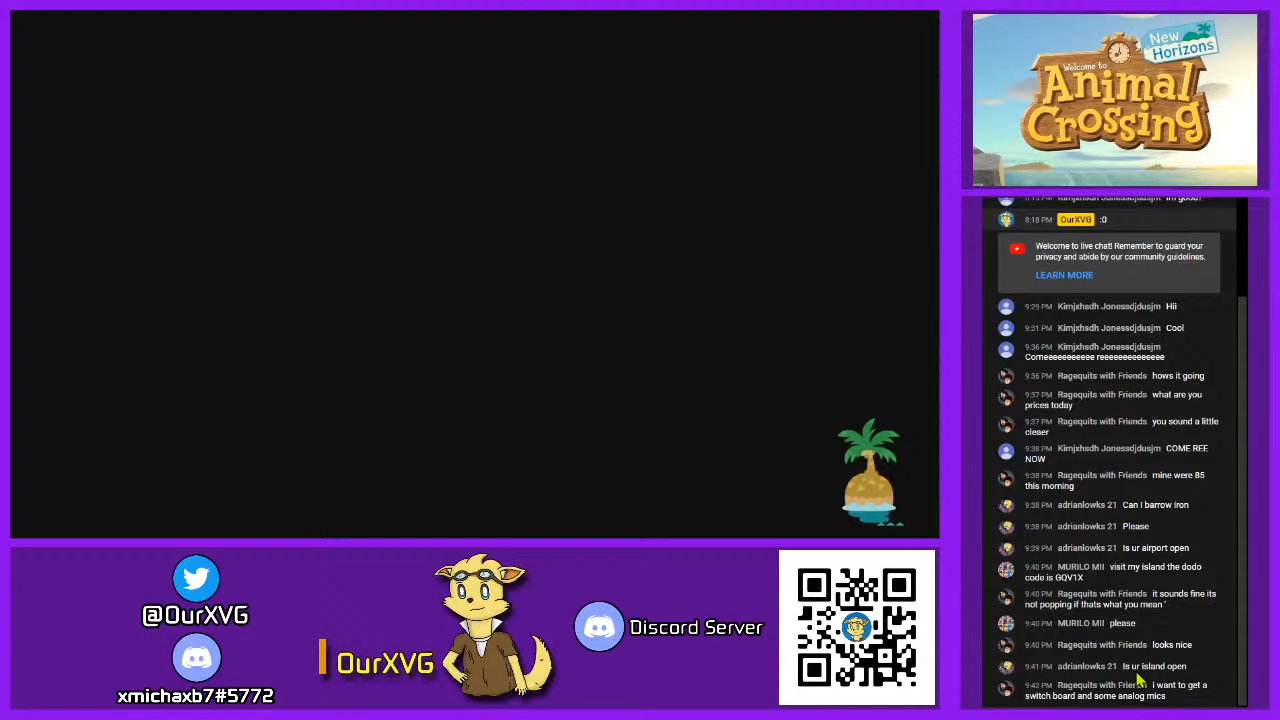 New
Horizons
Welcome to
Animal
Crossing
8:18 PM OurXVG :0
Welcome to live chat! Remember to guard your
privacy and abide by our community guidelines.
LEARN MORE
9:29 PM Kimjxhsdh Jonessdjdusjm Hii
9:31 PM Kimjxhsdh Jonessdjdusjm Cool
9:36 PM Kimjxhsdh Jonessdjdusjm
Comeeeeeeeeeee reeeeeeeeeeeeee
9:36 PM Ragequits with Friends hows it going
9:37 PM Ragequits with Friends what are you
prices today
9:37 PM Ragequits with Friends you sound a little
cleaer
9:38 PM Kimjxhsdh Jonessdjdusjm COME REE
NOW
9:38 PM Ragequits with Friends mine were 85
this morning
9:38 PM adrianlowks 21 Can I barrow iron
9:38 PM adrianlowks 21 Please
9:39 PM adrianlowks 21 Is ur airport open
9:40 PM MURILO MII visit my island the dodo
code is GQV1X
9:40 PM Ragequits with Friends it sounds fine its
not popping if thats what you mean '
9:40 PM MURILO MII please
9:40 PM Ragequits with Friends looks nice
9:41 PM adrianlowks 21 Is ur island open
9:42 PM Ragequits with Friends i want to get a
switch board and some analog mics
@OurXVG
xmichaxb7#5772
OurXVG
Discord Server